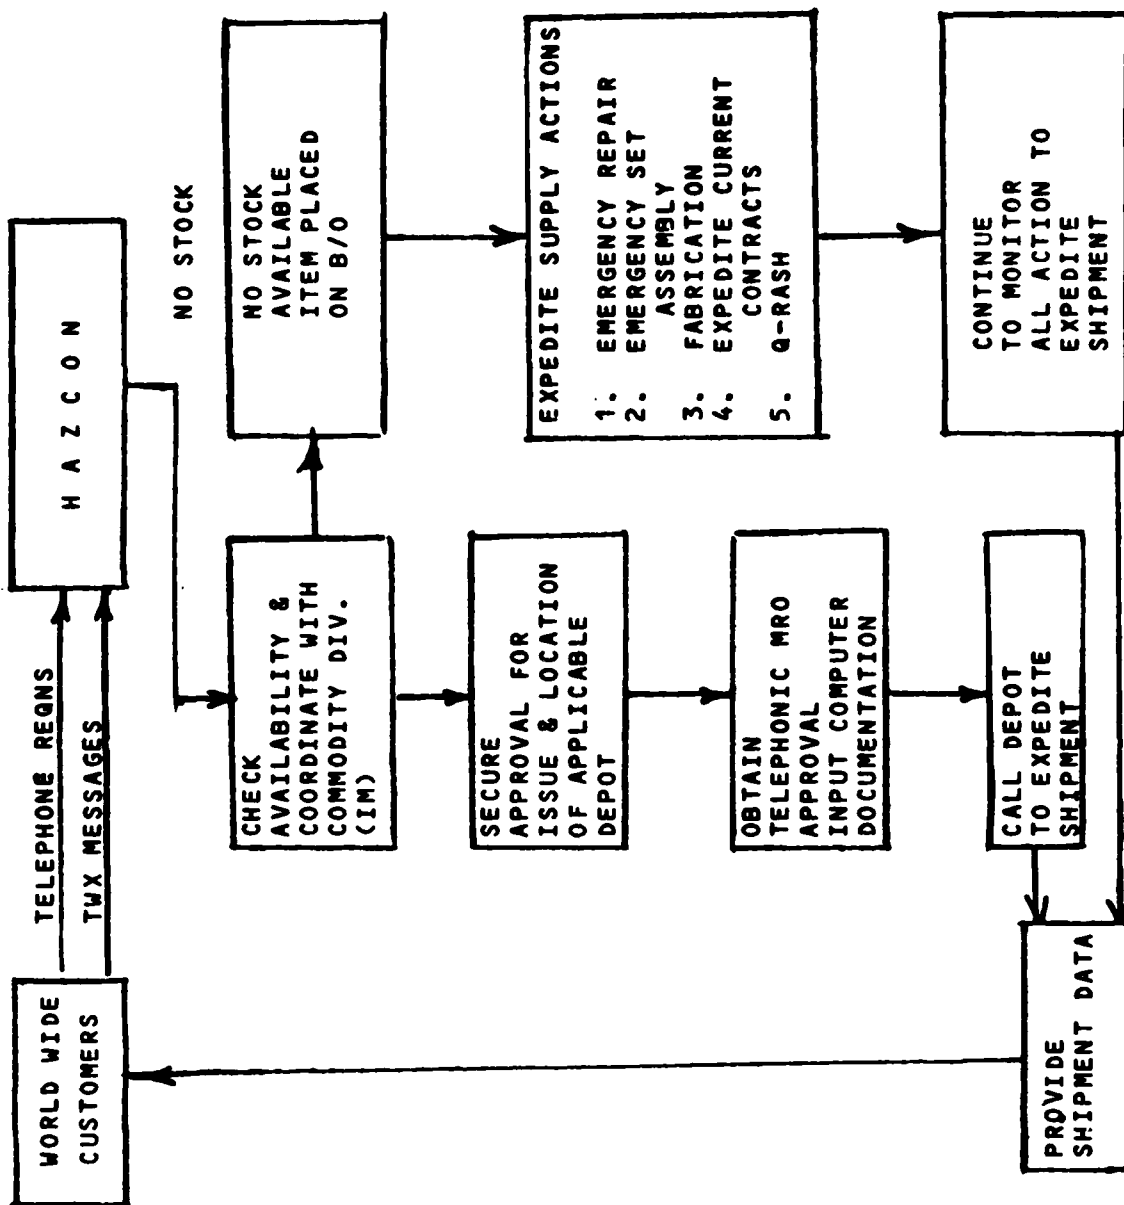 WORLD WIDE
CUSTOMERS
TELEPHONE REQNS
TWX MESSAGES
H A Z C O N
NO STOCK
CHECK
AVAILABILITY &
COORDINATE WITH
COMMODITY DIV.
(IM)
NO STOCK
AVAILABLE
ITEM PLACED
ON B/O
SECURE
APPROVAL FOR
ISSUE & LOCATION
OF APPLICABLE
DEPOT
EXPEDITE SUPPLY ACTIONS
1. EMERGENCY REPAIR
2. EMERGENCY SET
ASSEMBLY
3. FABRICATION
4. EXPEDITE CURRENT
CONTRACTS
5. Q-RASH
OBTAIN
TELEPHONIC MRO
APPROVAL
INPUT COMPUTER
DOCUMENTATION
CALL DEPOT
TO EXPEDITE
SHIPMENT
CONTINUE
TO MONITOR
ALL ACTION TO
EXPEDITE
SHIPMENT
PROVIDE
SHIPMENT DATA